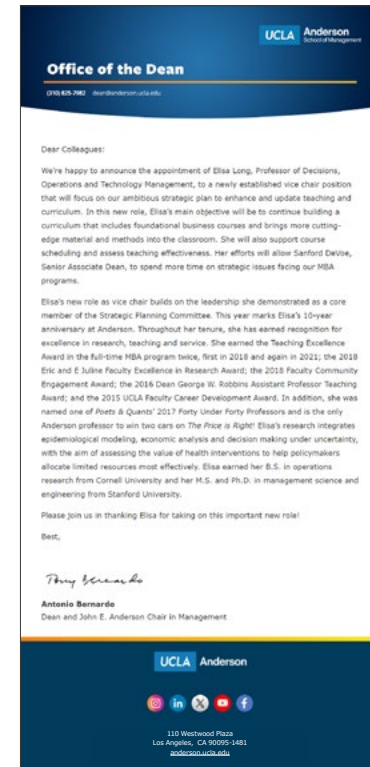 UCLA Anderson
School of Management
Office of the Dean
(310) 825-7982 dean@anderson.ucla.edu
Dear Colleagues:
We're happy to announce the appointment of Elisa Long, Professor of Decisions,
Operations and Technology Management, to a newly established vice chair position
that will focus on our ambitious strategic plan to enhance and update teaching and
curriculum. In this new role, Elisa's main objective will be to continue building a
curriculum that includes foundational business courses and brings more cutting-
edge material and methods into the classroom. She will also support course
scheduling and assess teaching effectiveness. Her efforts will allow Sanford DeVoe,
Senior Associate Dean, to spend more time on strategic issues facing our MBA
programs.
Elisa's new role as vice chair builds on the leadership she demonstrated as a core
member of the Strategic Planning Committee. This year marks Elisa's 10-year
anniversary at Anderson. Throughout her tenure, she has earned recognition for
excellence in research, teaching and service. She earned the Teaching Excellence
Award in the full-time MBA program twice, first in 2018 and again in 2021; the 2018
Eric and E Juline Faculty Excellence in Research Award; the 2018 Faculty Community
Engagement Award; the 2016 Dean George W. Robbins Assistant Professor Teaching
Award; and the 2015 UCLA Faculty Career Development Award. In addition, she was
named one of Poets & Quants' 2017 Forty Under Forty Professors and is the only
Anderson professor to win two cars on The Price is Right! Elisa's research integrates
epidemiological modeling, economic analysis and decision making under uncertainty,
with the aim of assessing the value of health interventions to help policymakers
allocate limited resources most effectively. Elisa earned her B.S. in operations
research from Cornell University and her M.S. and Ph.D. in management science and
engineering from Stanford University.
Please join us in thanking Elisa for taking on this important new role!
Best,
Tony Bernardo
Antonio Bernardo
Dean and John E. Anderson Chair in Management
UCLA Anderson
110 Westwood Plaza
Los Angeles, CA 90095-1481
anderson.ucla.edu